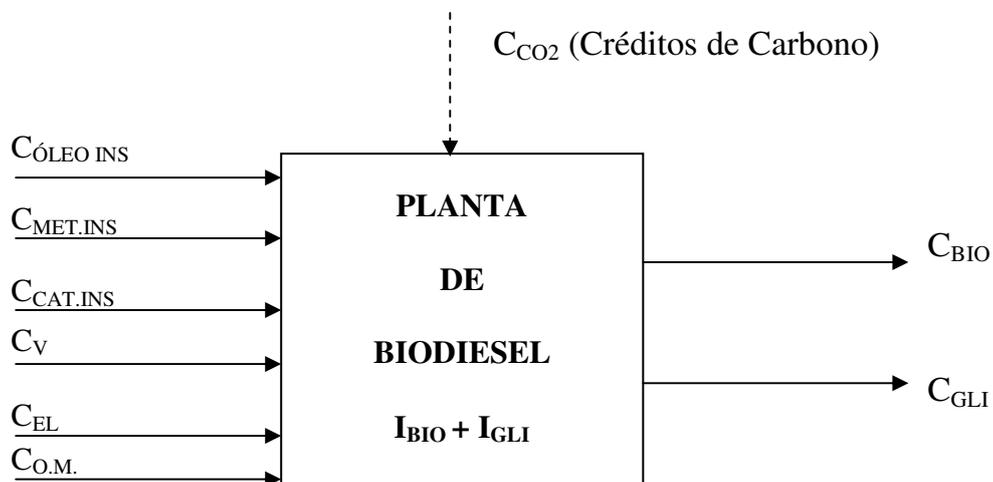 C_CO2 (Créditos de Carbono)
C_ÓLEO INS
C_MET.INS
C_CAT.INS
C_V
C_EL
C_O.M.
PLANTA
DE
BIODIESEL
I_BIO + I_GLI
C_BIO
C_GLI